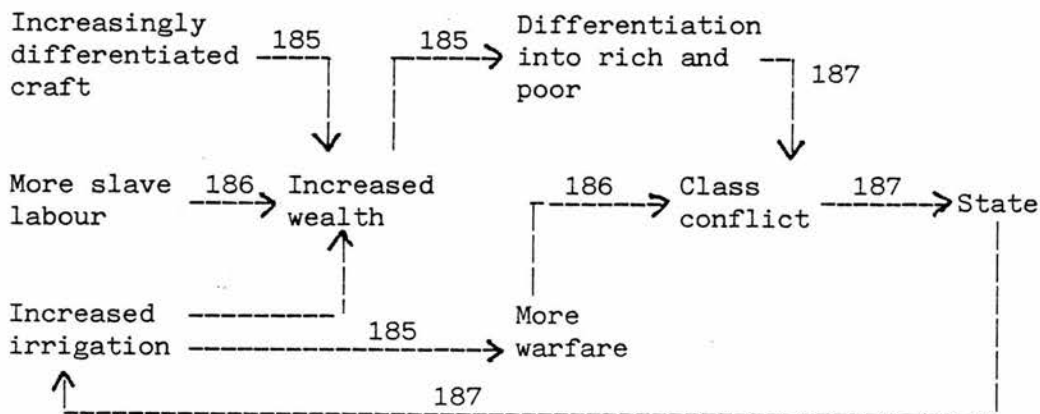 Increasingly
differentiated
craft
185
185
Differentiation
into rich and
poor
187
More slave
labour
186
Increased
wealth
186
Class
conflict
187
State
Increased
irrigation
185
More
warfare
187